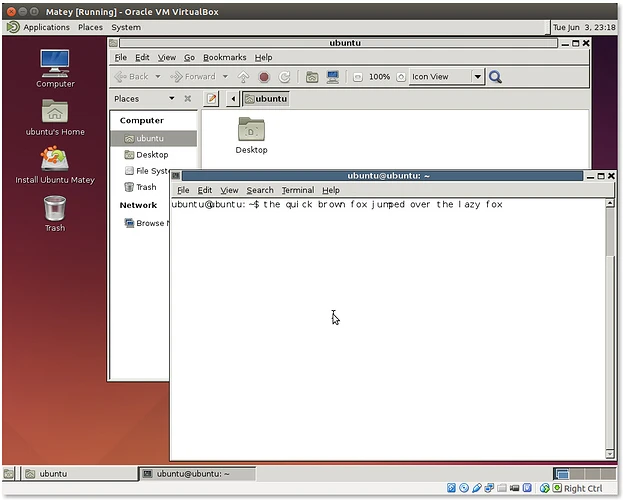 Matey [Running] - Oracle VM VirtualBox
Applications Places System
Tue Jun 3, 23:18
ubuntu
File Edit View Go Bookmarks Help
Back Forward 100% Icon View
Places ubuntu
Computer
ubuntu
Desktop
File Syst
Trash
Network
Browse N
Desktop
Computer
ubuntu's Home
Install Ubuntu Matey
Trash
ubuntu@ubuntu: ~
File Edit View Search Terminal Help
ubuntu@ubuntu:~$ the quick brown fox jumped over the lazy fox
ubuntu
ubuntu@ubuntu: ~
Right Ctrl